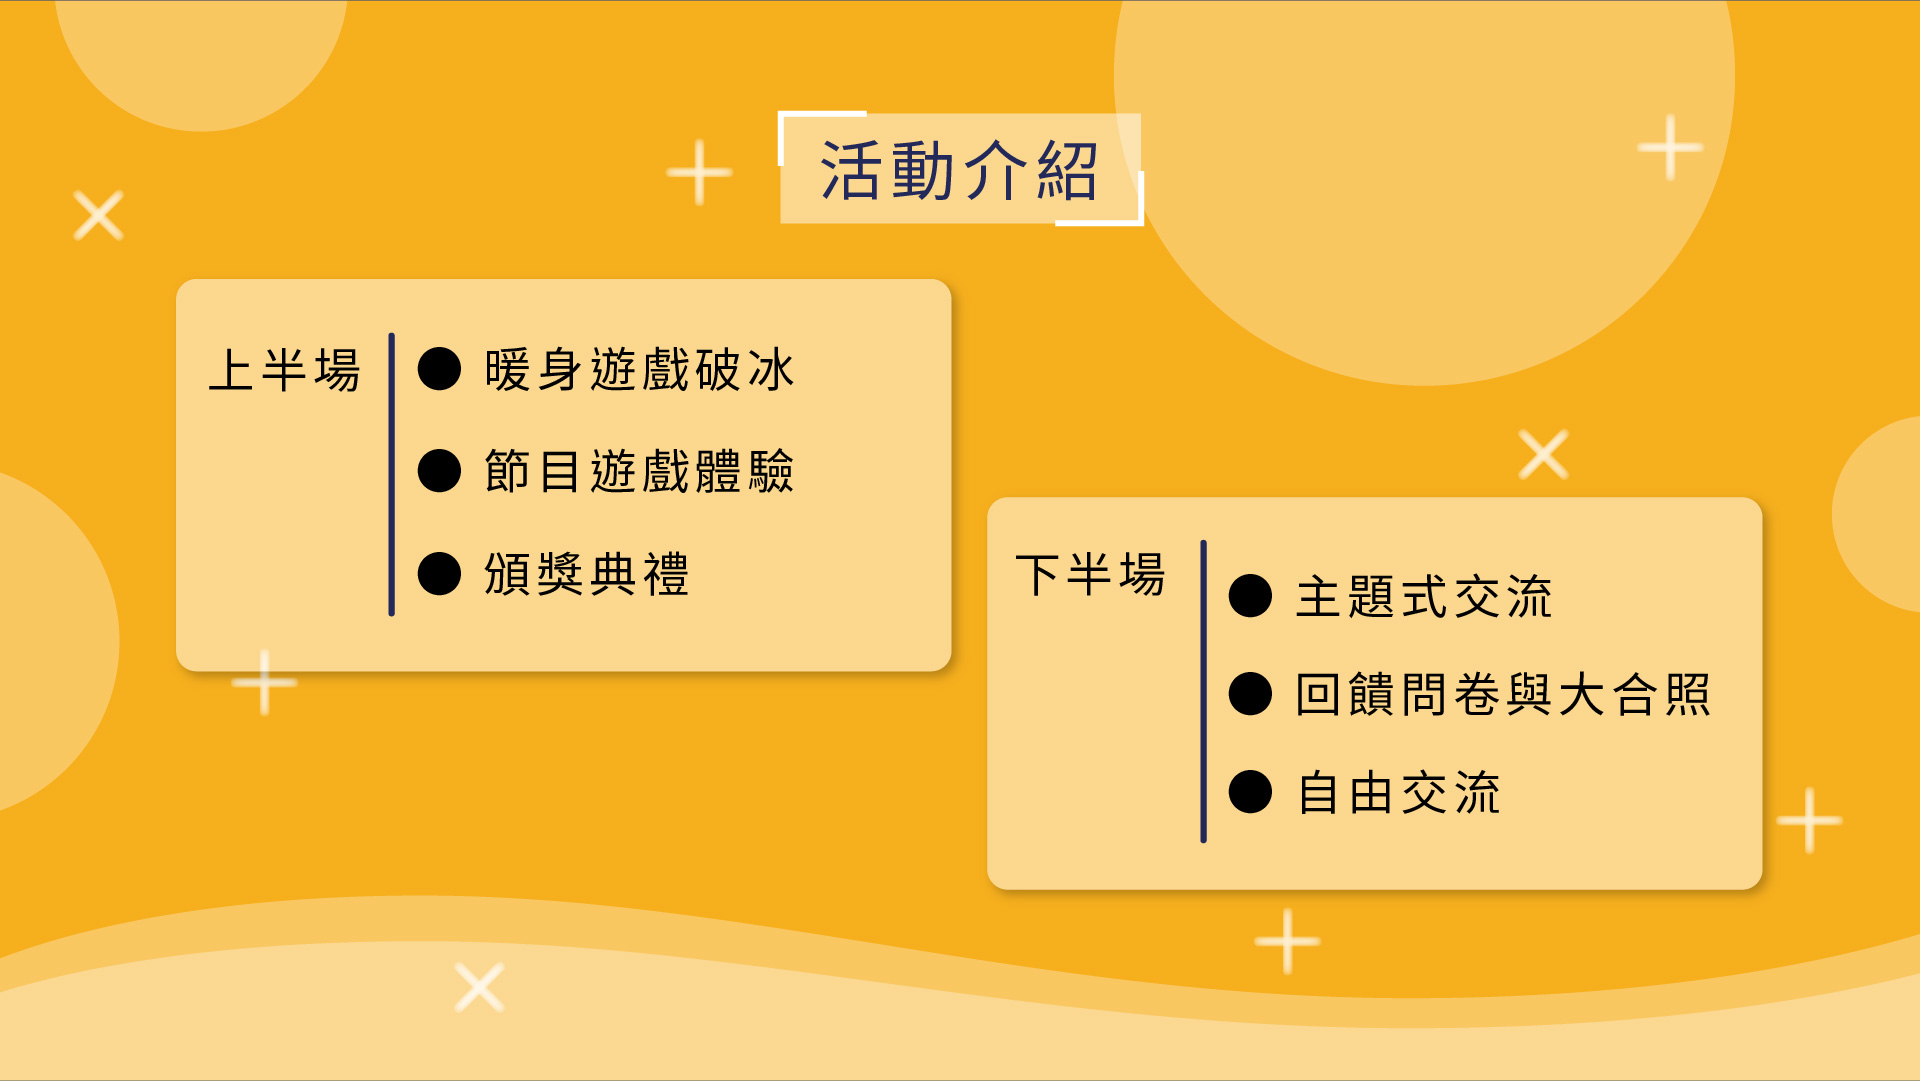 活動介紹
上半場
● 暖身遊戲破冰
● 節目遊戲體驗
● 頒獎典禮
下半場
● 主題式交流
● 回饋問卷與大合照
● 自由交流